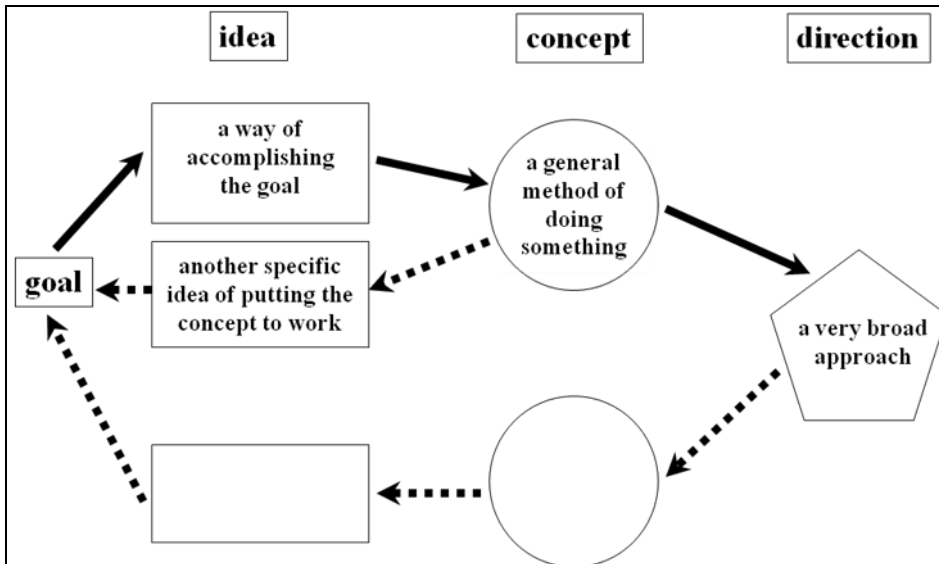 idea
concept
direction
a way of
accomplishing
the goal
a general
method of
doing
something
goal
another specific
idea of putting the
concept to work
a very broad
approach